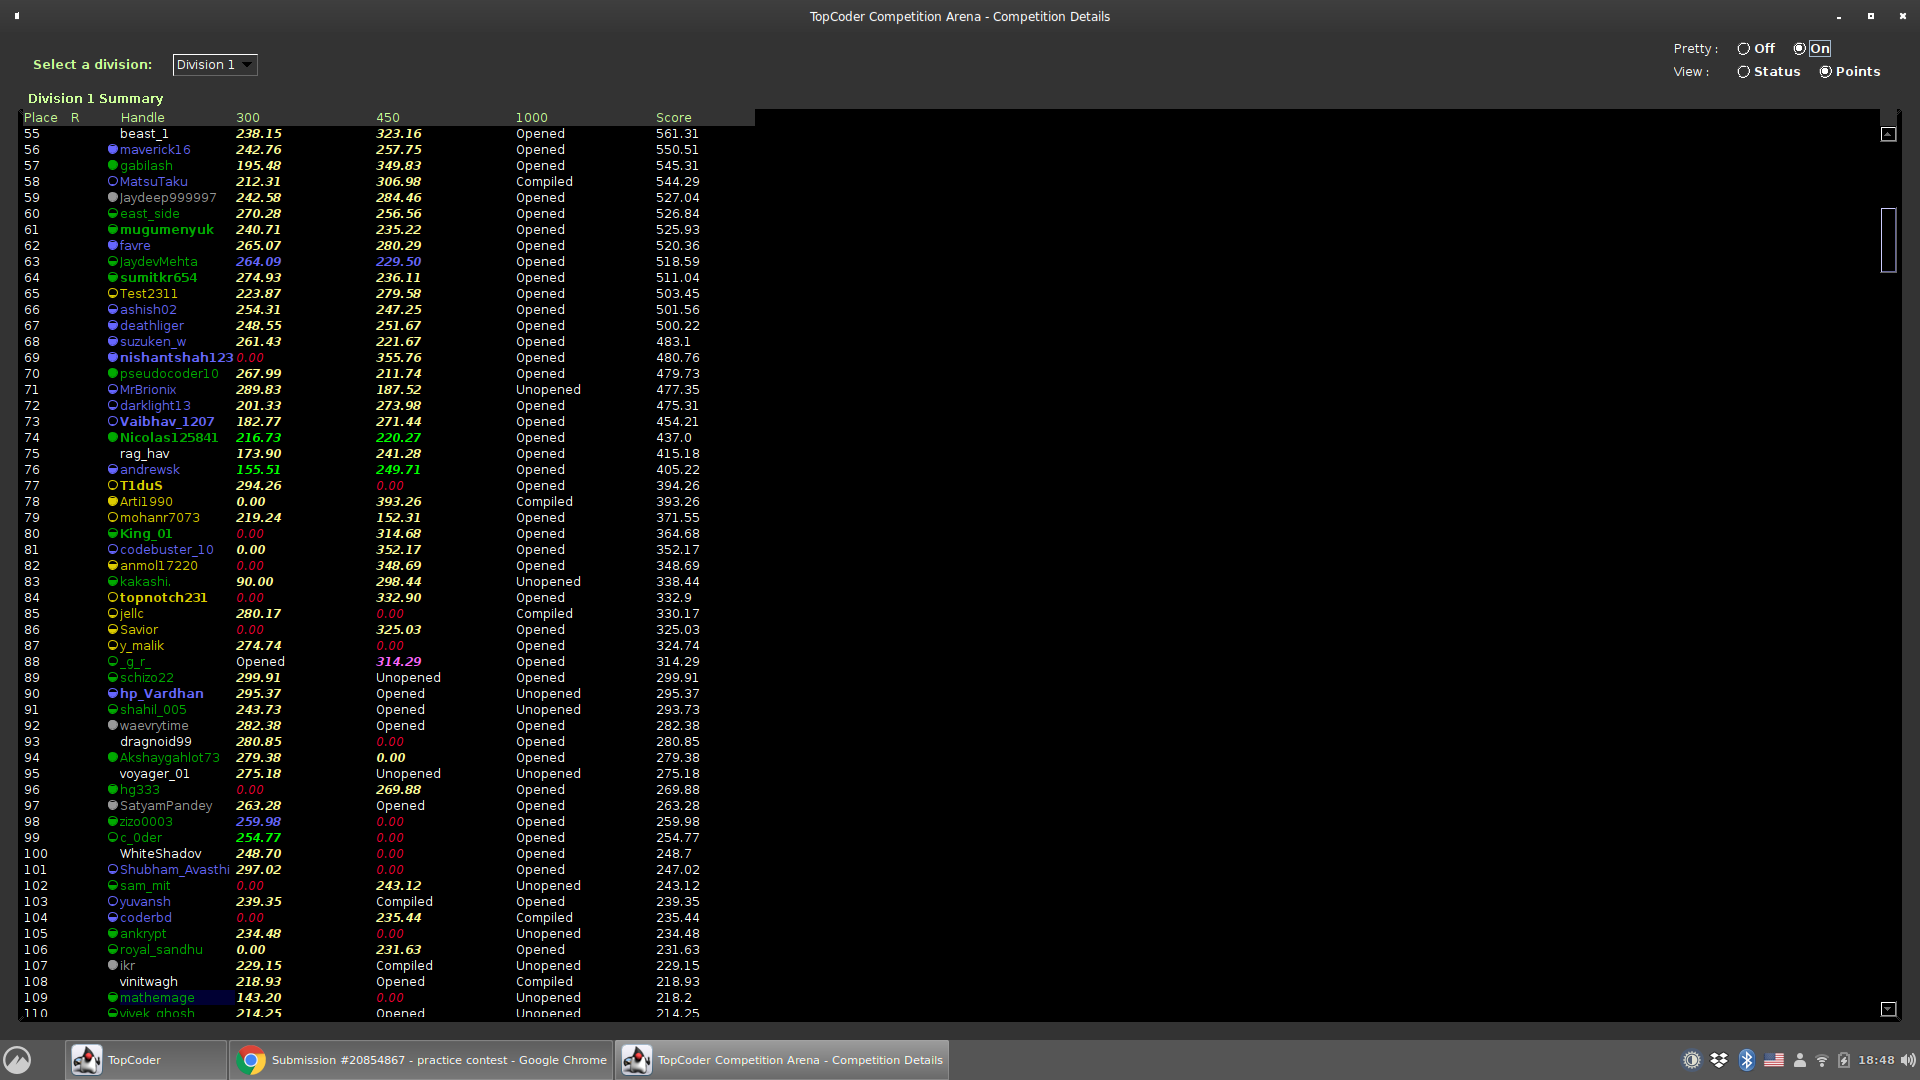 TopCoder Competition Arena - Competition Details
Pretty : Off On
Select a division: Division 1
View : Status Points
Division 1 Summary
Place R Handle 300 450 1000 Score
55 beast_1 238.15 323.16 Opened 561.31
56 maverick16 242.76 257.75 Opened 550.51
57 gabilash 195.48 349.83 Opened 545.31
58 MatsuTaku 212.31 306.98 Compiled 544.29
59 Jaydeep999997 242.58 284.46 Opened 527.04
60 east_side 270.28 256.56 Opened 526.84
61 mugumenyuk 240.71 235.22 Opened 525.93
62 favre 265.07 280.29 Opened 520.36
63 JaydevMehta 264.09 229.50 Opened 518.59
64 sumitkr654 274.93 236.11 Opened 511.04
65 Test2311 223.87 279.58 Opened 503.45
66 ashish02 254.31 247.25 Opened 501.56
67 deathliger 248.55 251.67 Opened 500.22
68 suzuken_w 261.43 221.67 Opened 483.1
69 nishantshah123 0.00 355.76 Opened 480.76
70 pseudocoder10 267.99 211.74 Opened 479.73
71 MrBrionix 289.83 187.52 Unopened 477.35
72 darklight13 201.33 273.98 Opened 475.31
73 Vaibhav_1207 182.77 271.44 Opened 454.21
74 Nicolas125841 216.73 220.27 Opened 437.0
75 rag_hav 173.90 241.28 Opened 415.18
76 andrewsk 155.51 249.71 Opened 405.22
77 T1duS 294.26 0.00 Opened 394.26
78 Arti1990 0.00 393.26 Compiled 393.26
79 mohanr7073 219.24 152.31 Opened 371.55
80 King_01 0.00 314.68 Opened 364.68
81 codebuster_10 0.00 352.17 Opened 352.17
82 anmol17220 0.00 348.69 Opened 348.69
83 kakashi. 90.00 298.44 Unopened 338.44
84 topnotch231 0.00 332.90 Opened 332.9
85 jellc 280.17 0.00 Compiled 330.17
86 Savior 0.00 325.03 Opened 325.03
87 y_malik 274.74 0.00 Opened 324.74
88 _g_r_ Opened 314.29 Opened 314.29
89 schizo22 299.91 Unopened Opened 299.91
90 hp_Vardhan 295.37 Opened Unopened 295.37
91 shahil_005 243.73 Opened Unopened 293.73
92 waevrytime 282.38 Opened Opened 282.38
93 dragnoid99 280.85 0.00 Opened 280.85
94 Akshaygahlot73 279.38 0.00 Opened 279.38
95 voyager_01 275.18 Unopened Unopened 275.18
96 hg333 0.00 269.88 Opened 269.88
97 SatyamPandey 263.28 Opened Opened 263.28
98 zizo0003 259.98 0.00 Opened 259.98
99 c_0der 254.77 0.00 Opened 254.77
100 WhiteShadov 248.70 0.00 Opened 248.7
101 Shubham_Avasthi 297.02 0.00 Opened 247.02
102 sam_mit 0.00 243.12 Unopened 243.12
103 yuvansh 239.35 Compiled Opened 239.35
104 coderbd 0.00 235.44 Compiled 235.44
105 ankrypt 234.48 0.00 Unopened 234.48
106 royal_sandhu 0.00 231.63 Opened 231.63
107 ikr 229.15 Compiled Unopened 229.15
108 vinitwagh 218.93 Opened Compiled 218.93
109 mathemage 143.20 0.00 Unopened 218.2
110 vivek_ghosh 214.25 Opened Unopened 214.25
TopCoder Submission #20854867 - practice contest - Google Chrome TopCoder Competition Arena - Competition Details 18:48